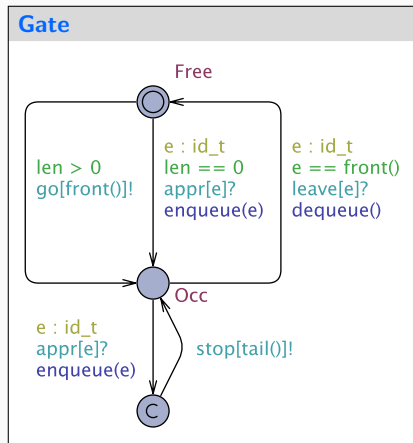 Gate
Free
len > 0
go[front()]!
e : id_t
len == 0
appr[e]?
enqueue(e)
e : id_t
e == front()
leave[e]?
dequeue()
Occ
e : id_t
appr[e]?
enqueue(e)
stop[tail()]!
C